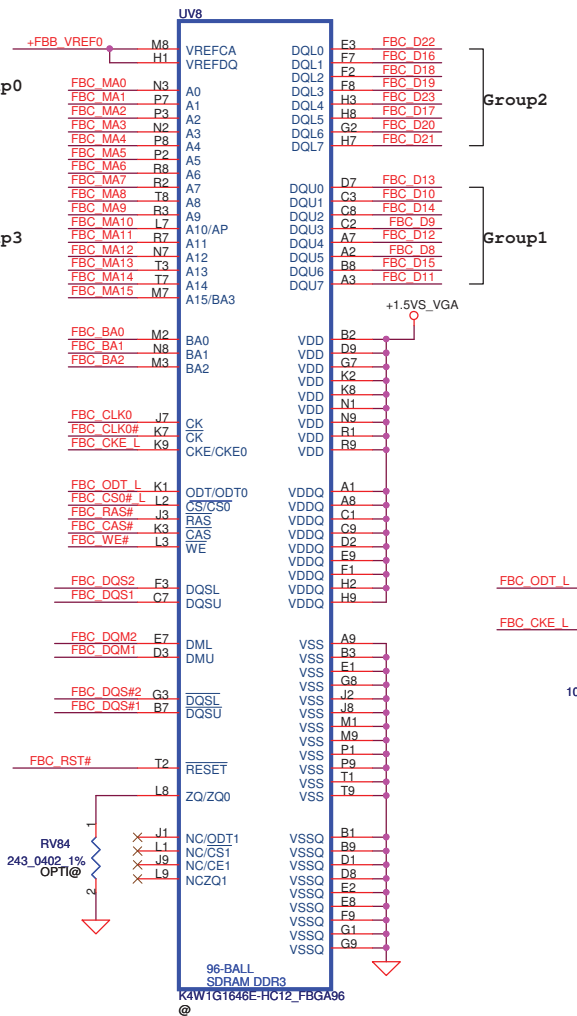 UV8
+FBB_VREF0 M8 VREFCA DQL0 E3 FBC_D22
H1 VREFDQ DQL1 F7 FBC_D16
DQL2 F2 FBC_D18
p0 FBC_MA0 N3 A0 DQL3 F8 FBC_D19 Group2
FBC_MA1 P7 A1 DQL4 H3 FBC_D23
FBC_MA2 P3 A2 DQL5 H8 FBC_D17
FBC_MA3 N2 A3 DQL6 G2 FBC_D20
FBC_MA4 P8 A4 DQL7 H7 FBC_D21
FBC_MA5 P2 A5
FBC_MA6 R8 A6
FBC_MA7 R2 A7 DQU0 D7 FBC_D13
FBC_MA8 T8 A8 DQU1 C3 FBC_D10
FBC_MA9 R3 A9 DQU2 C8 FBC_D14
FBC_MA10 L7 A10/AP DQU3 C2 FBC_D9
p3 FBC_MA11 R7 A11 DQU4 A7 FBC_D12 Group1
FBC_MA12 N7 A12 DQU5 A2 FBC_D8
FBC_MA13 T3 A13 DQU6 B8 FBC_D15
FBC_MA14 T7 A14 DQU7 A3 FBC_D11
FBC_MA15 M7 A15/BA3
+1.5VS_VGA
FBC_BA0 M2 BA0 VDD B2
FBC_BA1 N8 BA1 VDD D9
FBC_BA2 M3 BA2 VDD G7
VDD K2
VDD K8
VDD N1
FBC_CLK0 J7 CK VDD N9
FBC_CLK0# K7 CK VDD R1
FBC_CKE_L K9 CKE/CKE0 VDD R9
FBC_ODT_L K1 ODT/ODT0 VDDQ A1
FBC_CS0#_L L2 CS/CS0 VDDQ A8
FBC_RAS# J3 RAS VDDQ C1
FBC_CAS# K3 CAS VDDQ C9
FBC_WE# L3 WE VDDQ D2
VDDQ E9
VDDQ F1
FBC_DQS2 F3 DQSL VDDQ H2 FBC_ODT_L
FBC_DQS1 C7 DQSU VDDQ H9
FBC_CKE_L
FBC_DQM2 E7 DML VSS A9
FBC_DQM1 D3 DMU VSS B3
VSS E1
VSS G8
FBC_DQS#2 G3 DQSL VSS J2 10
FBC_DQS#1 B7 DQSU VSS J8
VSS M1
VSS M9
VSS P1
FBC_RST# T2 RESET VSS P9
VSS T1
L8 ZQ/ZQ0 VSS T9
1
J1 NC/ODT1 VSSQ B1
RV84 L1 NC/CS1 VSSQ B9
243_0402_1% J9 NC/CE1 VSSQ D1
OPTI@ L9 NCZQ1 VSSQ D8
2 VSSQ E2
VSSQ E8
VSSQ F9
VSSQ G1
VSSQ G9
96-BALL
SDRAM DDR3
K4W1G1646E-HC12_FBGA96
@